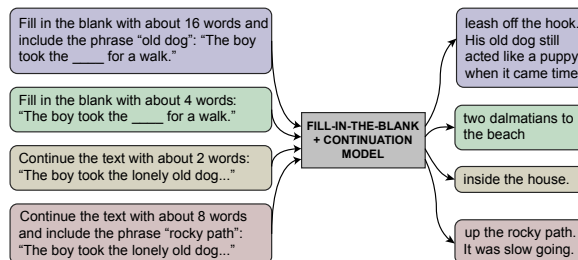 Fill in the blank with about 16 words and
include the phrase “old dog”: “The boy
took the ____ for a walk.”
Fill in the blank with about 4 words:
“The boy took the ____ for a walk.”
Continue the text with about 2 words:
“The boy took the lonely old dog...”
Continue the text with about 8 words
and include the phrase “rocky path”:
“The boy took the lonely old dog...”
FILL-IN-THE-BLANK
+ CONTINUATION
MODEL
leash off the hook.
His old dog still
acted like a puppy
when it came time
two dalmatians to
the beach
inside the house.
up the rocky path.
It was slow going.